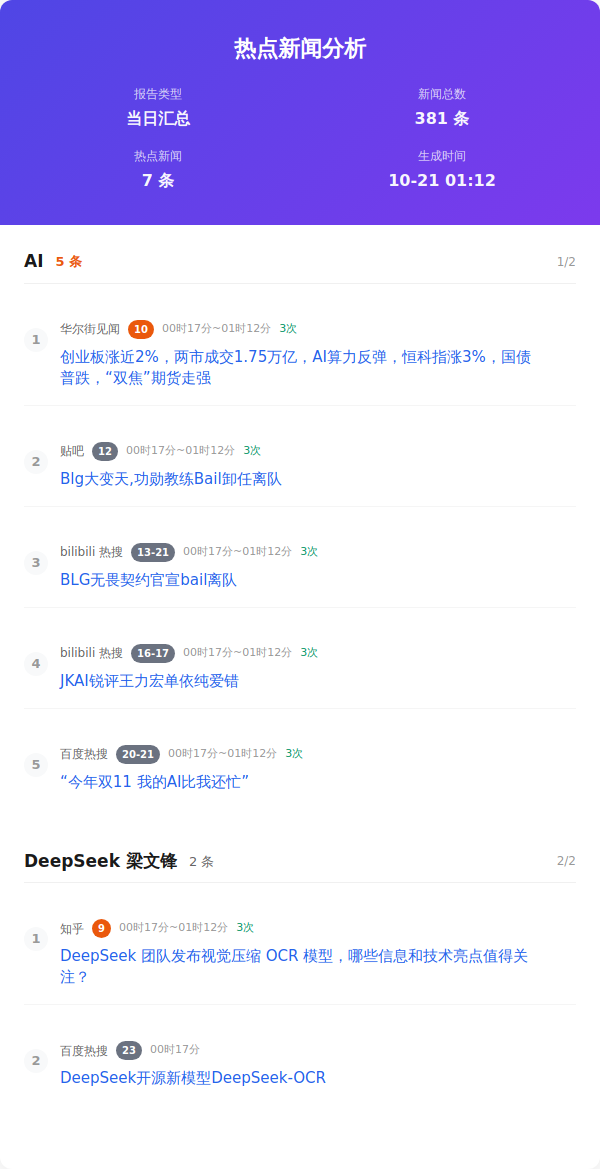 热点新闻分析
报告类型
新闻总数
当日汇总
381 条
热点新闻
生成时间
7 条
10-21 01:12
AI 5 条 1/2
1
华尔街见闻 10 00时17分~01时12分 3次
创业板涨近2%，两市成交1.75万亿，AI算力反弹，恒科指涨3%，国债
普跌，“双焦”期货走强
2
贴吧 12 00时17分~01时12分 3次
Blg大变天,功勋教练Bail卸任离队
3
bilibili 热搜 13-21 00时17分~01时12分 3次
BLG无畏契约官宣bail离队
4
bilibili 热搜 16-17 00时17分~01时12分 3次
JKAI锐评王力宏单依纯爱错
5
百度热搜 20-21 00时17分~01时12分 3次
“今年双11 我的AI比我还忙”
DeepSeek 梁文锋 2 条 2/2
1
知乎 9 00时17分~01时12分 3次
DeepSeek 团队发布视觉压缩 OCR 模型，哪些信息和技术亮点值得关
注？
2
百度热搜 23 00时17分
DeepSeek开源新模型DeepSeek-OCR